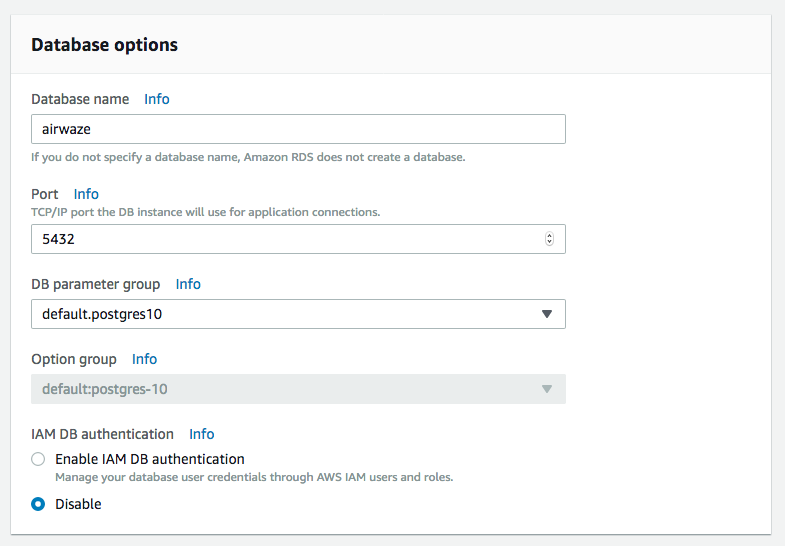 Database options
Database name Info
airwaze
If you do not specify a database name, Amazon RDS does not create a database.
Port Info
TCP/IP port the DB instance will use for application connections.
5432
DB parameter group Info
default.postgres10
Option group Info
default:postgres-10
IAM DB authentication Info
Enable IAM DB authentication
Manage your database user credentials through AWS IAM users and roles.
Disable